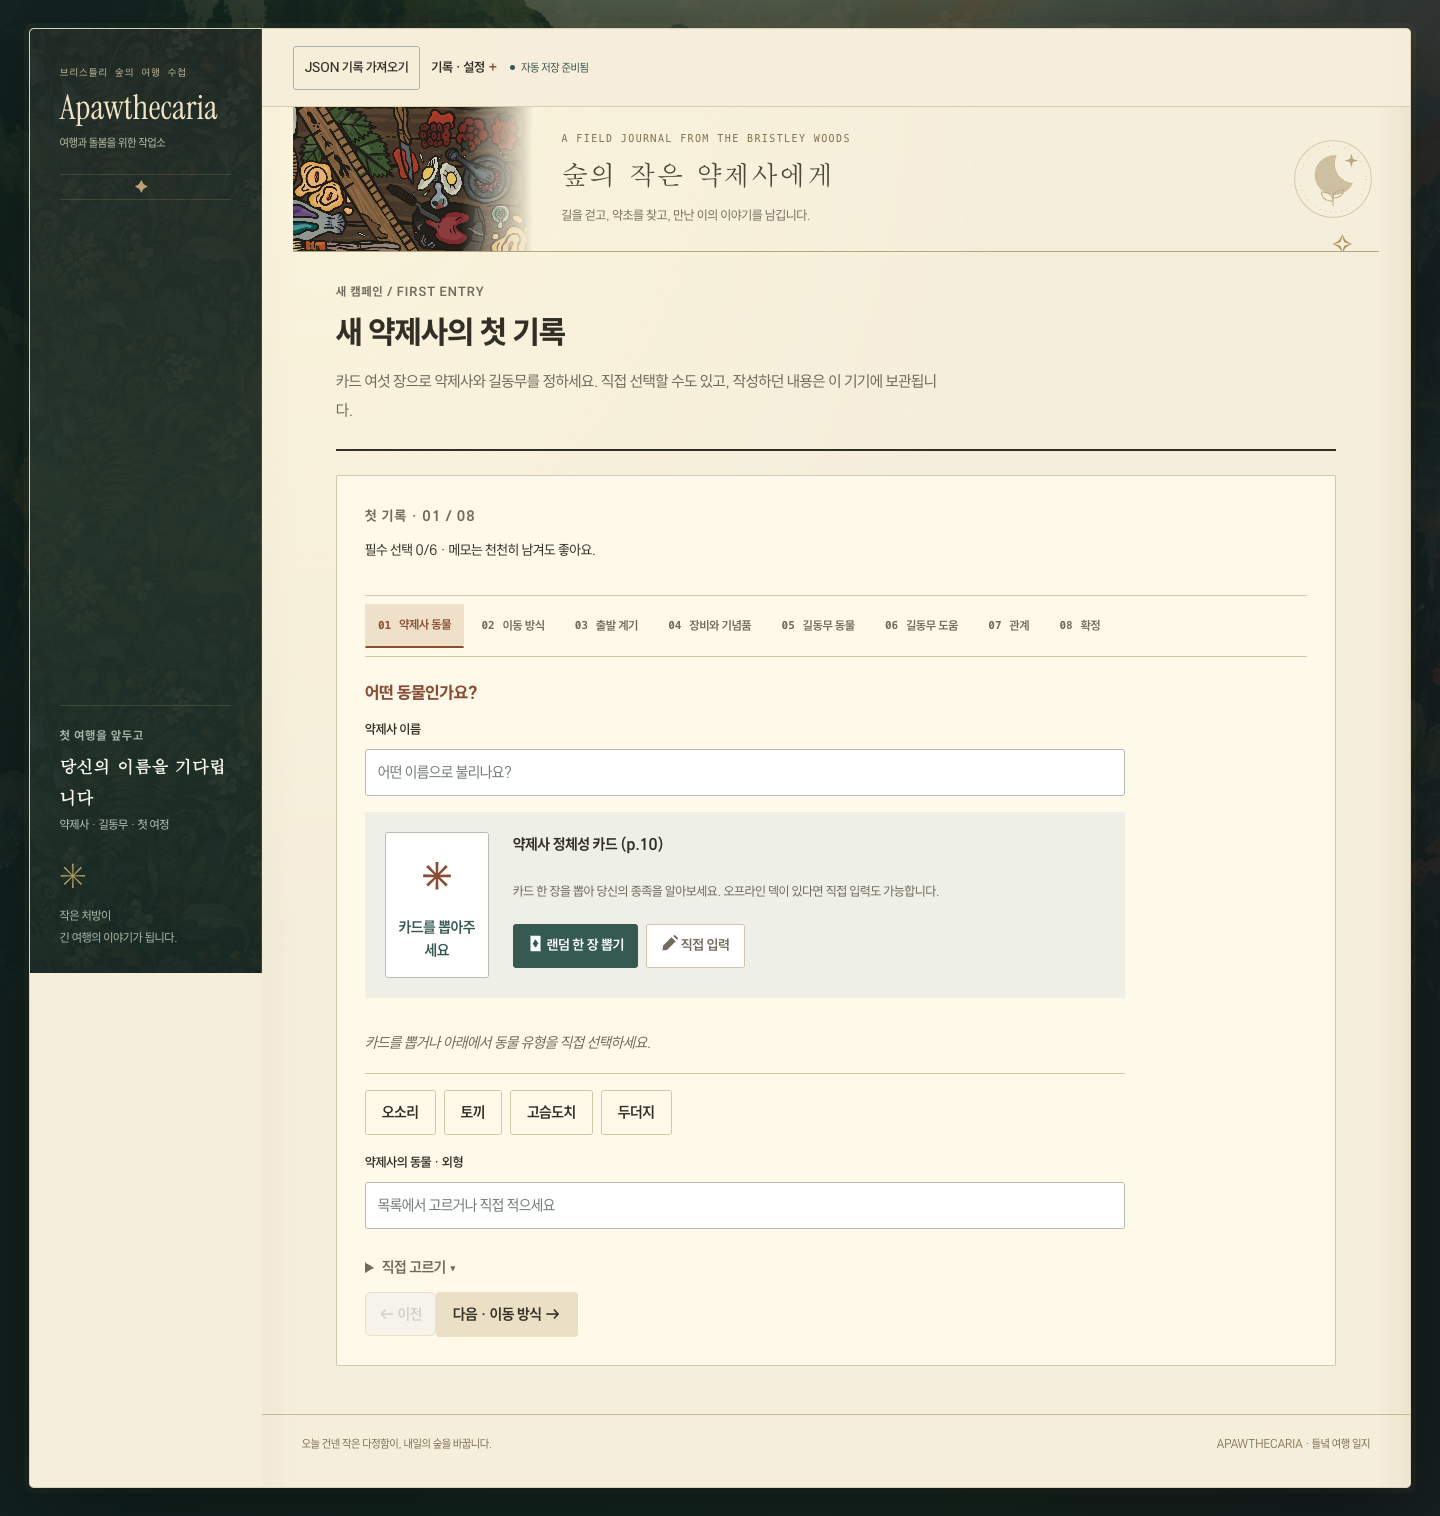 브리스틀리 숲의 여행 수첩
Apawthecaria
여행과 돌봄을 위한 작업소
첫 여행을 앞두고
당신의 이름을 기다립
니다
약제사 · 길동무 · 첫 여정
작은 처방이
긴 여행의 이야기가 됩니다.
JSON 기록 가져오기
기록 · 설정 +
자동 저장 준비됨
A FIELD JOURNAL FROM THE BRISTLEY WOODS
숲의 작은 약제사에게
길을 걷고, 약초를 찾고, 만난 이의 이야기를 남깁니다.
새 캠페인 / FIRST ENTRY
새 약제사의 첫 기록
카드 여섯 장으로 약제사와 길동무를 정하세요. 직접 선택할 수도 있고, 작성하던 내용은 이 기기에 보관됩니
다.
첫 기록 · 01 / 08
필수 선택 0/6 · 메모는 천천히 남겨도 좋아요.
01 약제사 동물
02 이동 방식
03 출발 계기
04 장비와 기념품
05 길동무 동물
06 길동무 도움
07 관계
08 확정
어떤 동물인가요?
약제사 이름
어떤 이름으로 불리나요?
카드를 뽑아주
세요
약제사 정체성 카드 (p.10)
카드 한 장을 뽑아 당신의 종족을 알아보세요. 오프라인 덱이 있다면 직접 입력도 가능합니다.
랜덤 한 장 뽑기
직접 입력
카드를 뽑거나 아래에서 동물 유형을 직접 선택하세요.
오소리
토끼
고슴도치
두더지
약제사의 동물 · 외형
목록에서 고르거나 직접 적으세요
▶ 직접 고르기 ▾
← 이전
다음 · 이동 방식 →
오늘 건넨 작은 다정함이, 내일의 숲을 바꿉니다.
APAWTHECARIA · 들녘 여행 일지